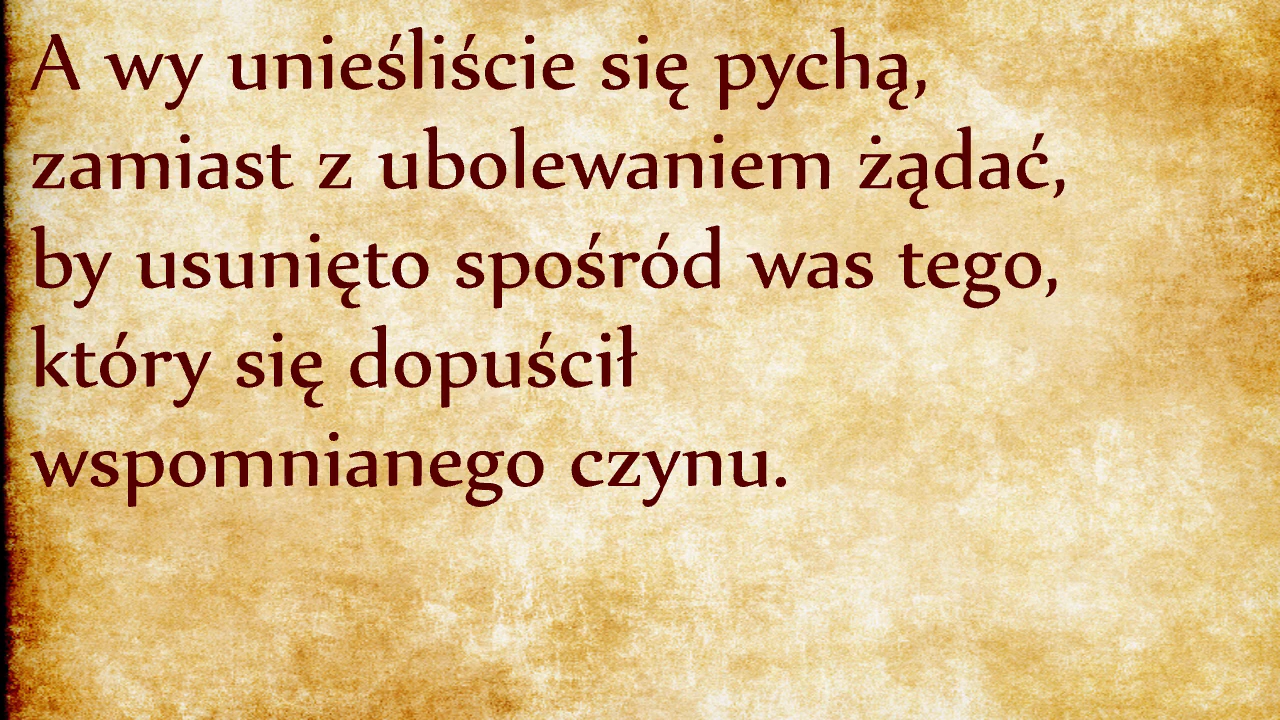 A wy unieśliście się pychą,
zamiast z ubolewaniem żądać,
by usunięto spośród was tego,
który się dopuścił
wspomnianego czynu.